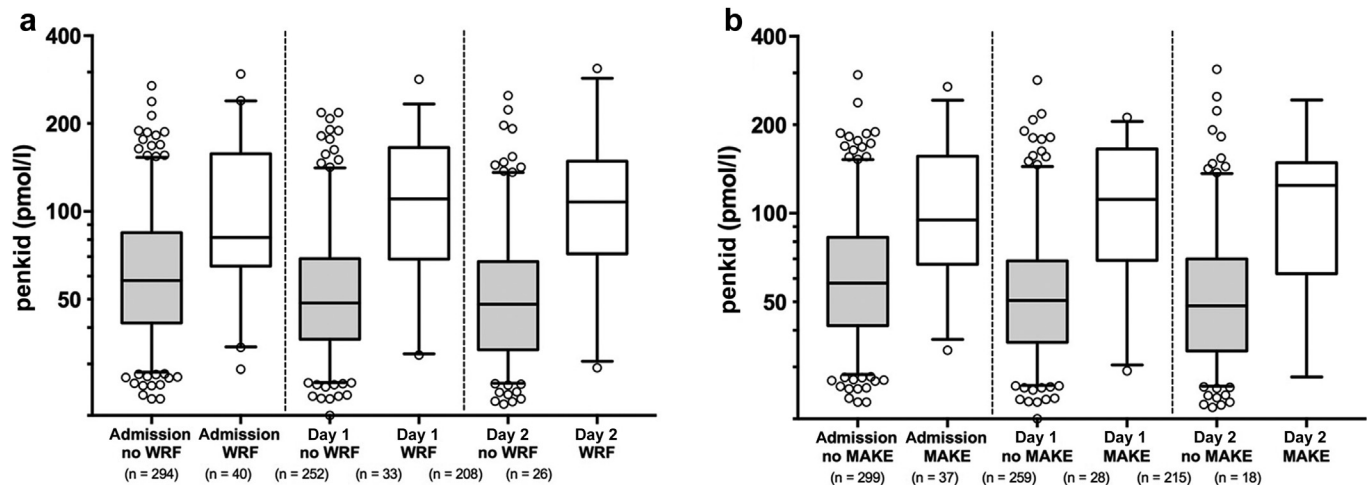 a
400
200
100
50
penkid (pmol/l)
Admission no WRF
Admission WRF
Day 1 no WRF
Day 1 WRF
Day 2 no WRF
Day 2 WRF
(n = 294) (n = 40) (n = 252) (n = 33) (n = 208) (n = 26)
b
400
200
100
50
penkid (pmol/l)
Admission no MAKE
Admission MAKE
Day 1 no MAKE
Day 1 MAKE
Day 2 no MAKE
Day 2 MAKE
(n = 299) (n = 37) (n = 259) (n = 28) (n = 215) (n = 18)